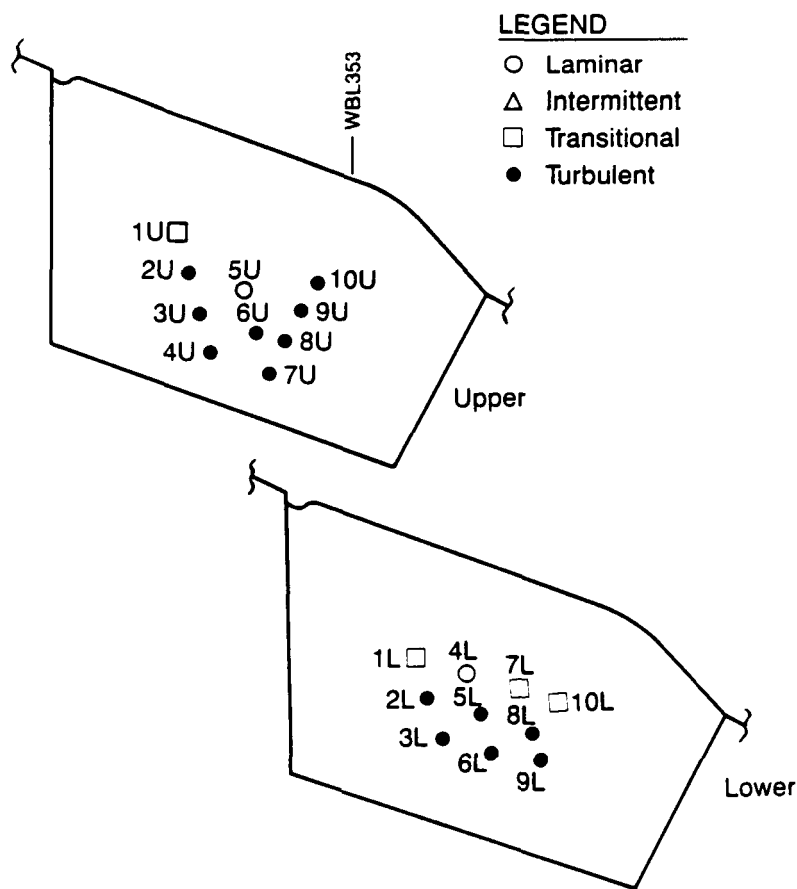 LEGEND
Laminar
Intermittent
Transitional
Turbulent
WBL353
1U
2U
5U
10U
3U
6U
9U
4U
8U
7U
Upper
1L
4L
7L
2L
5L
10L
8L
3L
6L
9L
Lower